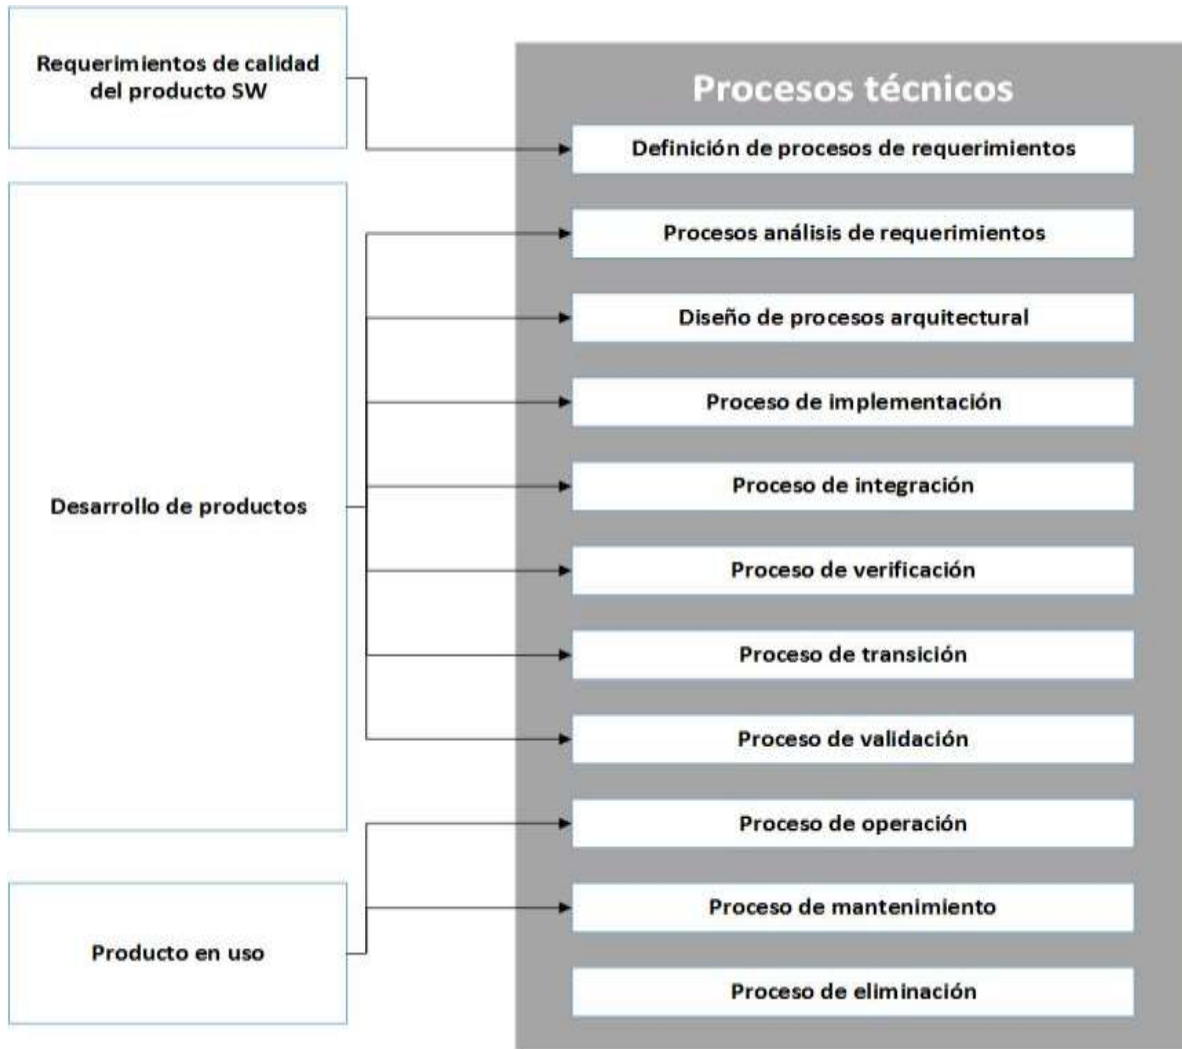 Requerimientos de calidad
del producto SW
Desarrollo de productos
Producto en uso
Procesos técnicos
Definición de procesos de requerimientos
Procesos análisis de requerimientos
Diseño de procesos arquitectural
Proceso de implementación
Proceso de integración
Proceso de verificación
Proceso de transición
Proceso de validación
Proceso de operación
Proceso de mantenimiento
Proceso de eliminación